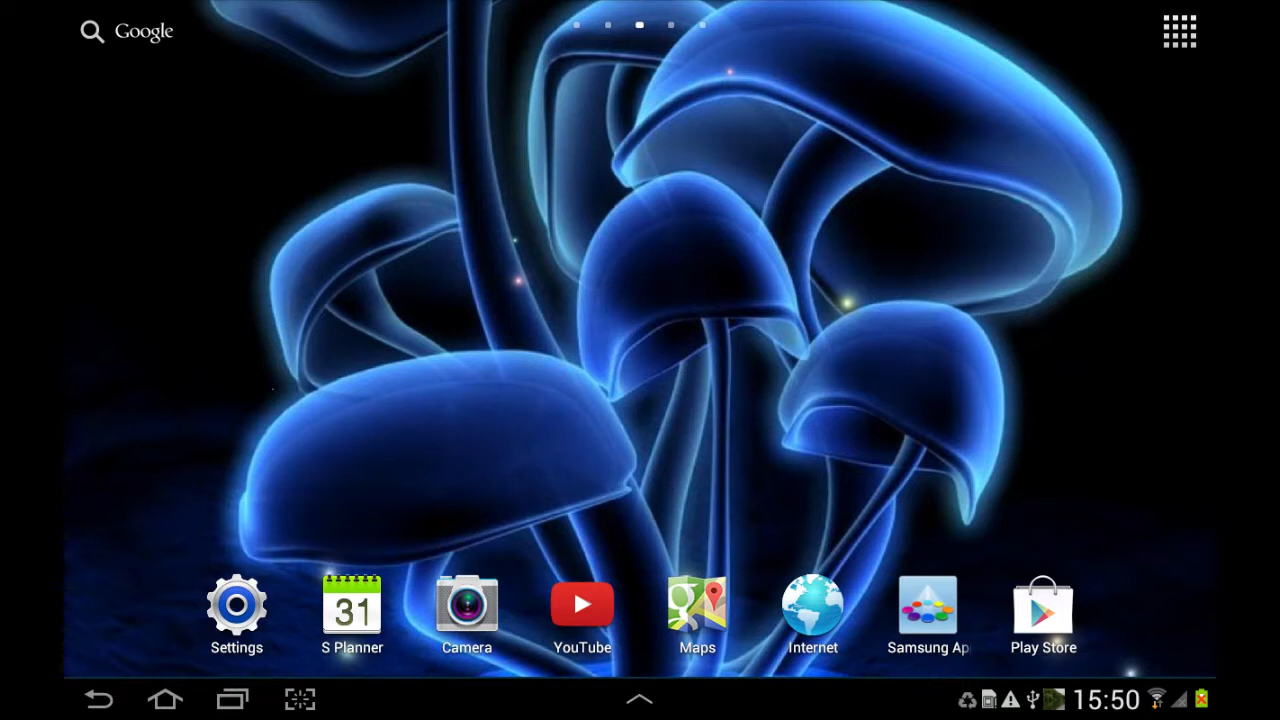 Google
31
Settings
S Planner
Camera
YouTube
Maps
Internet
Samsung Ap
Play Store
15:50